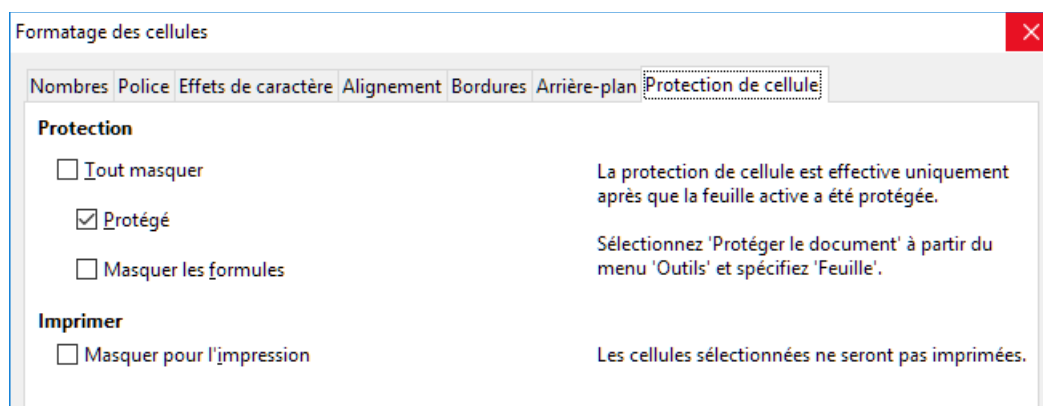 Formatage des cellules
Nombres Police Effets de caractère Alignement Bordures Arrière-plan Protection de cellule
Protection
Tout masquer
La protection de cellule est effective uniquement
après que la feuille active a été protégée.
Protégé
Sélectionnez 'Protéger le document' à partir du
menu 'Outils' et spécifiez 'Feuille'.
Masquer les formules
Imprimer
Masquer pour l'impression
Les cellules sélectionnées ne seront pas imprimées.